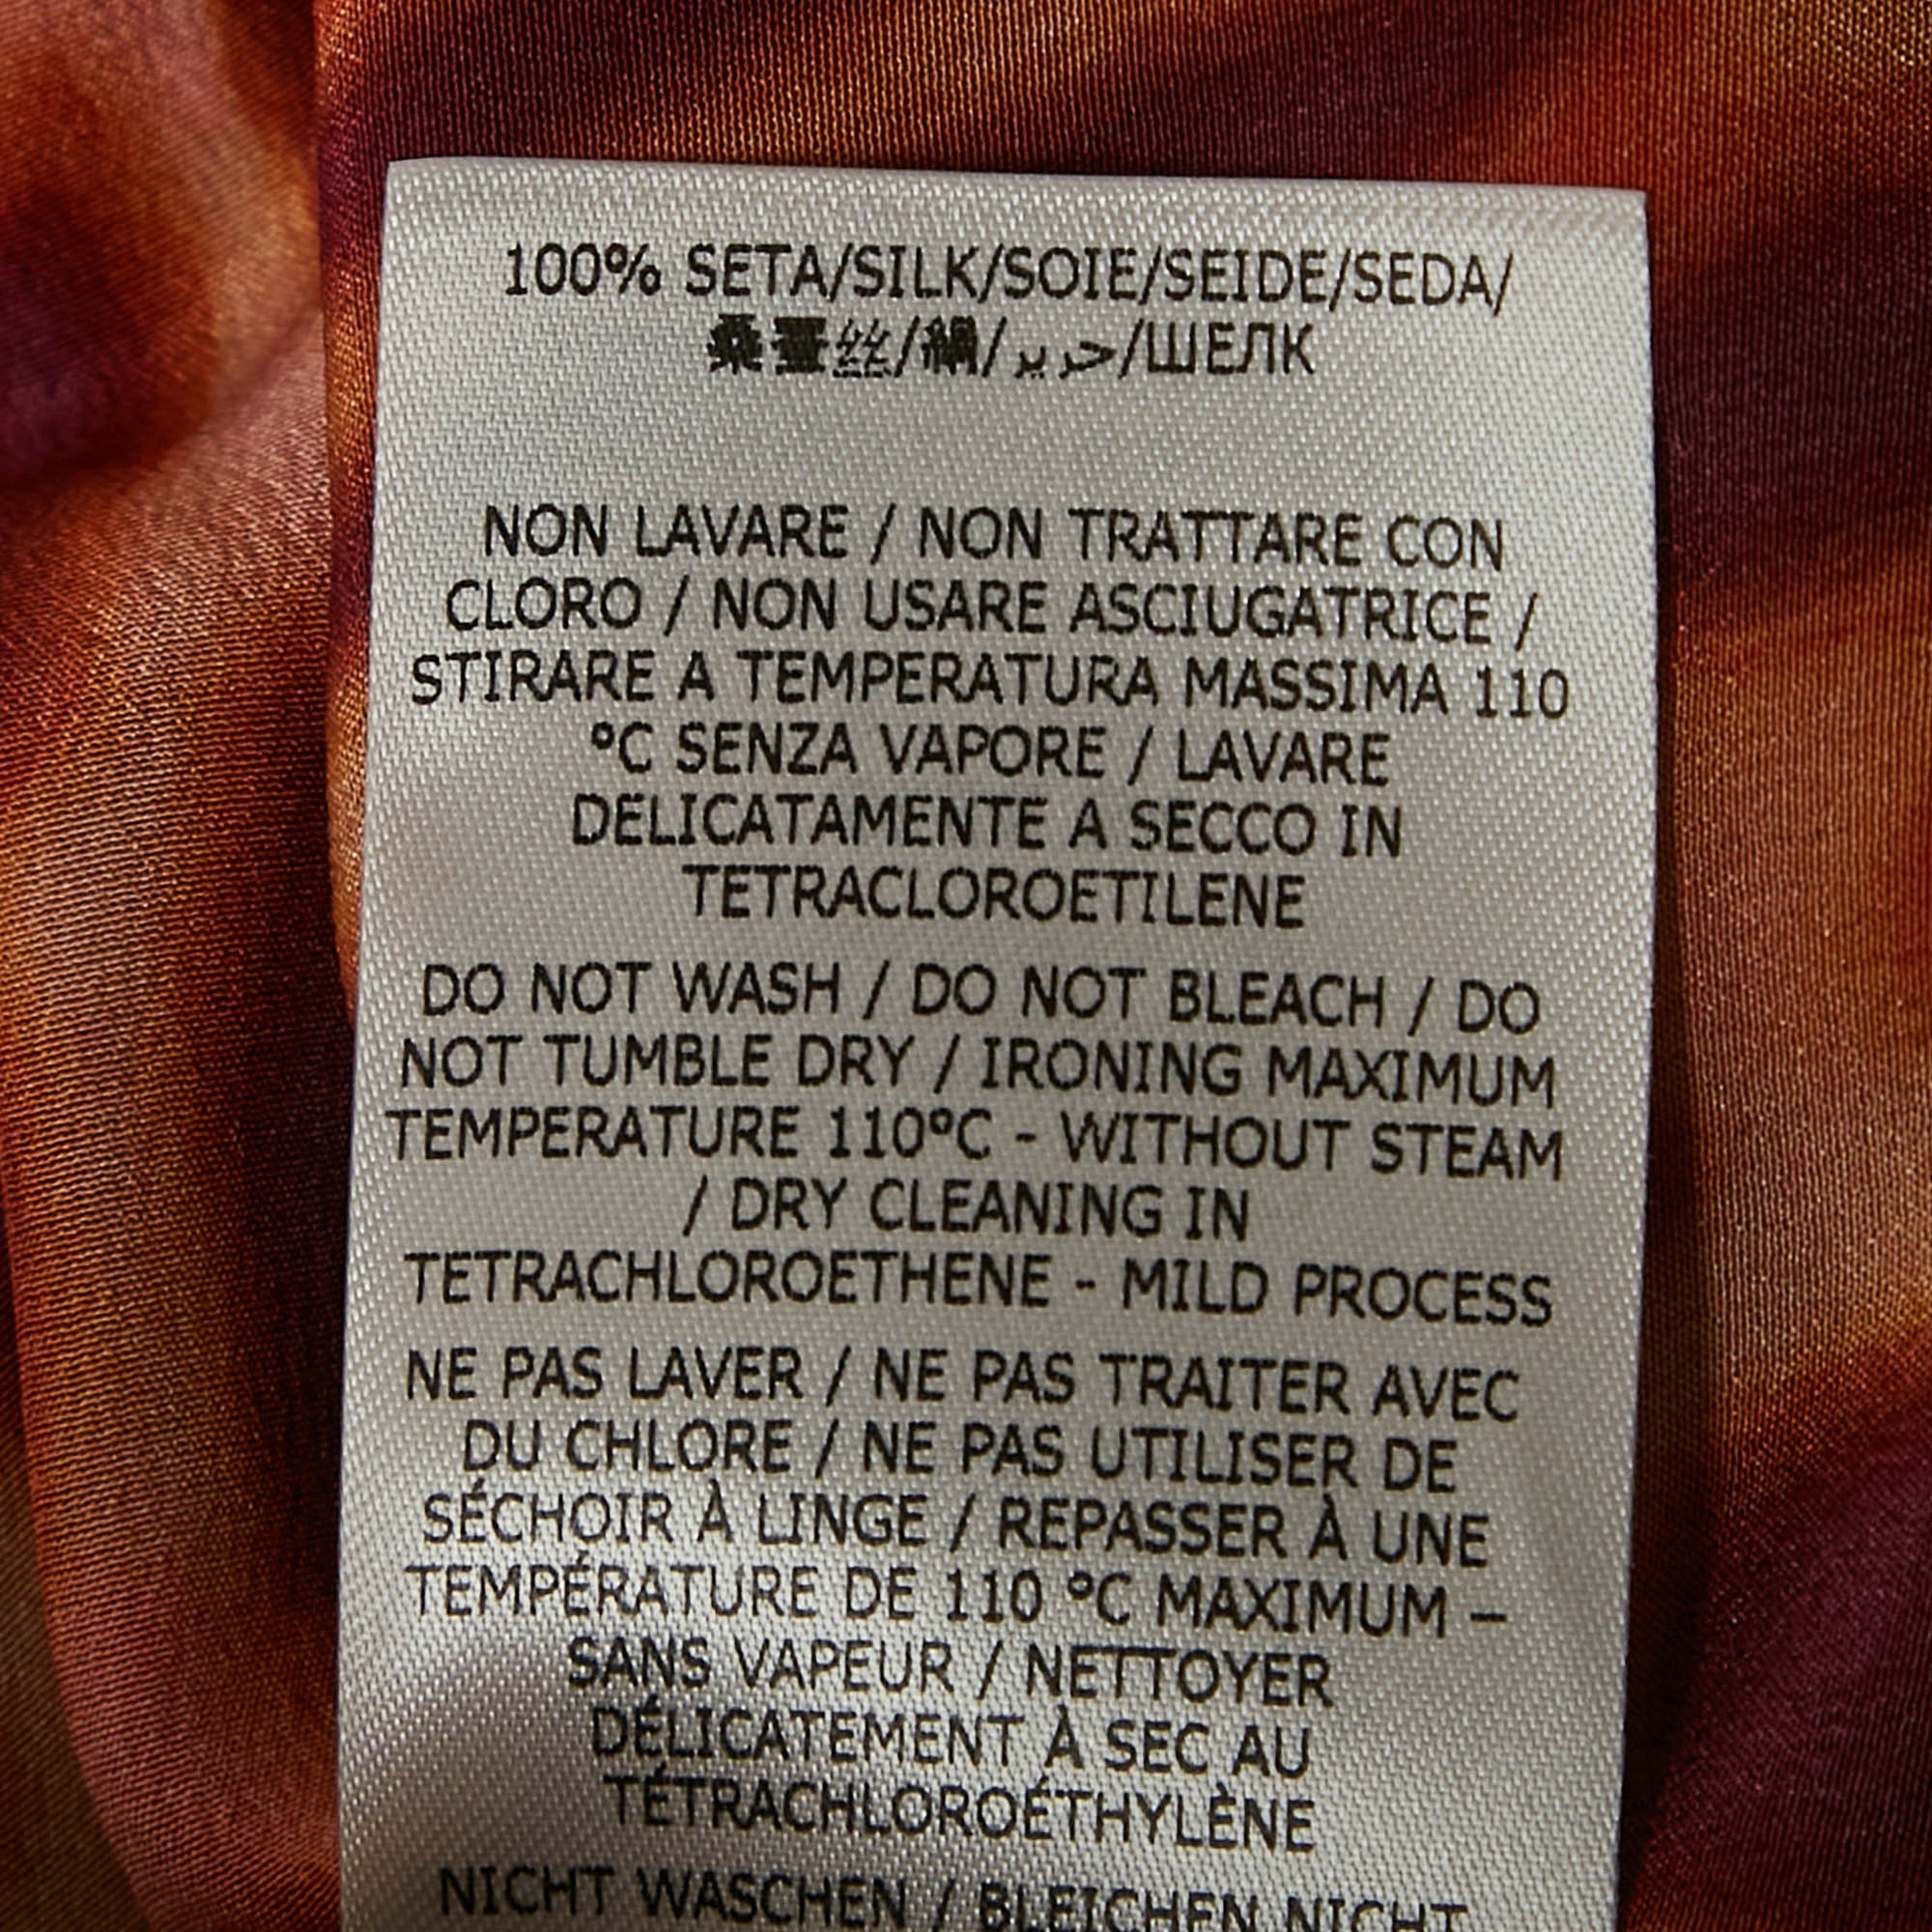 100% SETA/SILK/SOIE/SEIDE/SEDA/
桑蚕丝/絹/حرير/ШЕЛК
NON LAVARE / NON TRATTARE CON
CLORO / NON USARE ASCIUGATRICE /
STIRARE A TEMPERATURA MASSIMA 110
°C SENZA VAPORE / LAVARE
DELICATAMENTE A SECCO IN
TETRACLOROETILENE
DO NOT WASH / DO NOT BLEACH / DO
NOT TUMBLE DRY / IRONING MAXIMUM
TEMPERATURE 110°C - WITHOUT STEAM
/ DRY CLEANING IN
TETRACHLOROETHENE - MILD PROCESS
NE PAS LAVER / NE PAS TRAITER AVEC
DU CHLORE / NE PAS UTILISER DE
SÉCHOIR À LINGE / REPASSER À UNE
TEMPÉRATURE DE 110 °C MAXIMUM –
SANS VAPEUR / NETTOYER
DÉLICATEMENT À SEC AU
TÉTRACHLOROÉTHYLÈNE
NICHT WASCHEN / BLEICHEN NICHT